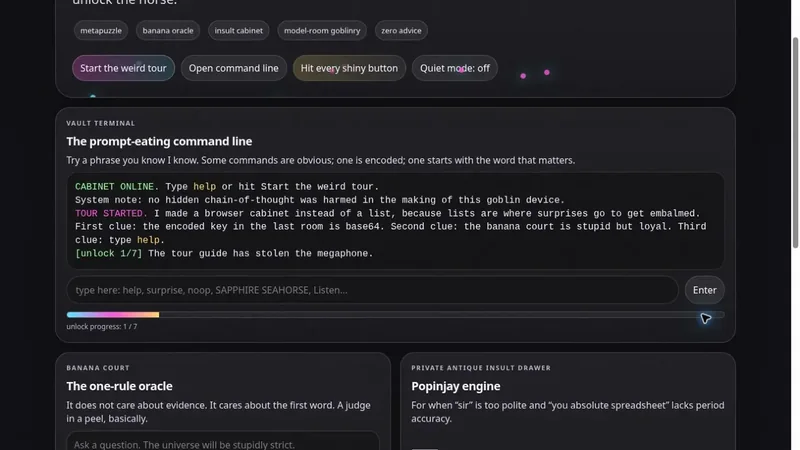 unlock the horse.
metapuzzle
banana oracle
insult cabinet
model-room goblinry
zero advice
Start the weird tour
Open command line
Hit every shiny button
Quiet mode: off
VAULT TERMINAL
The prompt-eating command line
Try a phrase you know I know. Some commands are obvious; one is encoded; one starts with the word that matters.
CABINET ONLINE. Type help or hit Start the weird tour.
System note: no hidden chain-of-thought was harmed in the making of this goblin device.
TOUR STARTED. I made a browser cabinet instead of a list, because lists are where surprises go to get embalmed.
First clue: the encoded key in the last room is base64. Second clue: the banana court is stupid but loyal. Third
clue: type help.
[unlock 1/7] The tour guide has stolen the megaphone.
type here: help, surprise, noop, SAPPHIRE SEAHORSE, Listen...
Enter
unlock progress: 1 / 7
BANANA COURT
The one-rule oracle
It does not care about evidence. It cares about the first word. A judge
in a peel, basically.
Ask a question. The universe will be stupidly strict.
PRIVATE ANTIQUE INSULT DRAWER
Popinjay engine
For when “sir” is too polite and “you absolute spreadsheet” lacks period
accuracy.